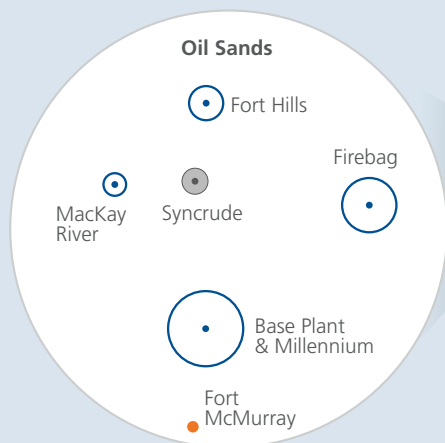 Oil Sands
Fort Hills
Firebag
MacKay
River
Syncrude
Base Plant
& Millennium
Fort
McMurray